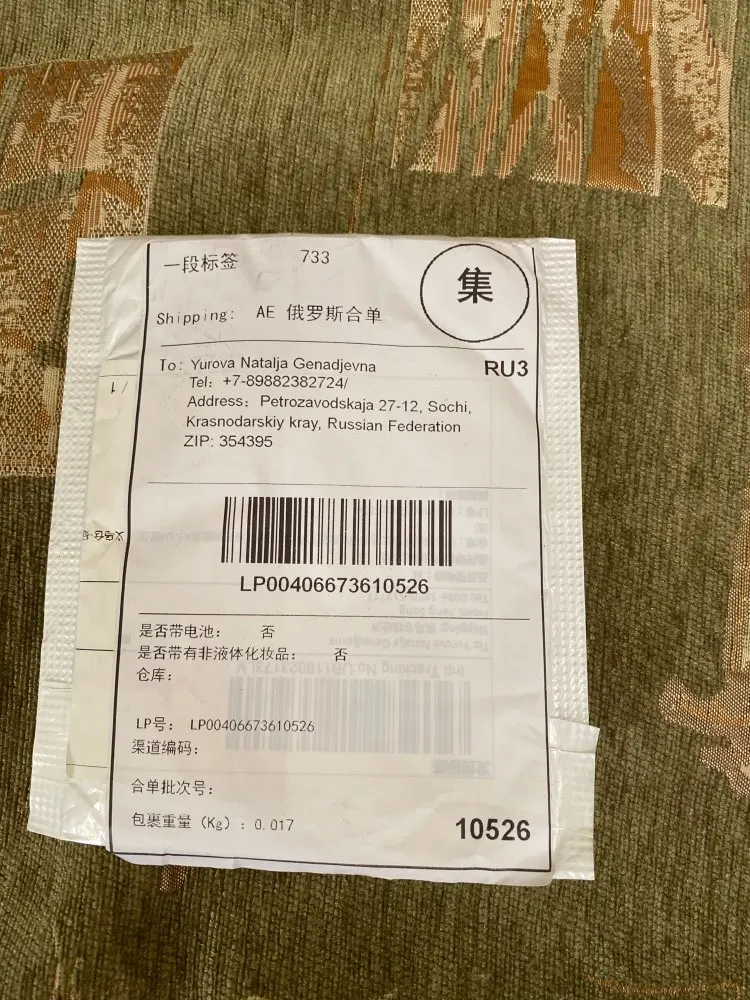 一段标签 733
集
Shipping: AE 俄罗斯合单
To: Yurova Natalja Genadjevna
RU3
Tel: +7-89882382724/
Address: Petrozavodskaja 27-12, Sochi,
Krasnodarskiy kray, Russian Federation
ZIP: 354395
LP00406673610526
是否带电池: 否
是否带有非液体化妆品: 否
仓库:
LP号: LP00406673610526
渠道编码:
合单批次号:
包裹重量(Kg): 0.017
10526